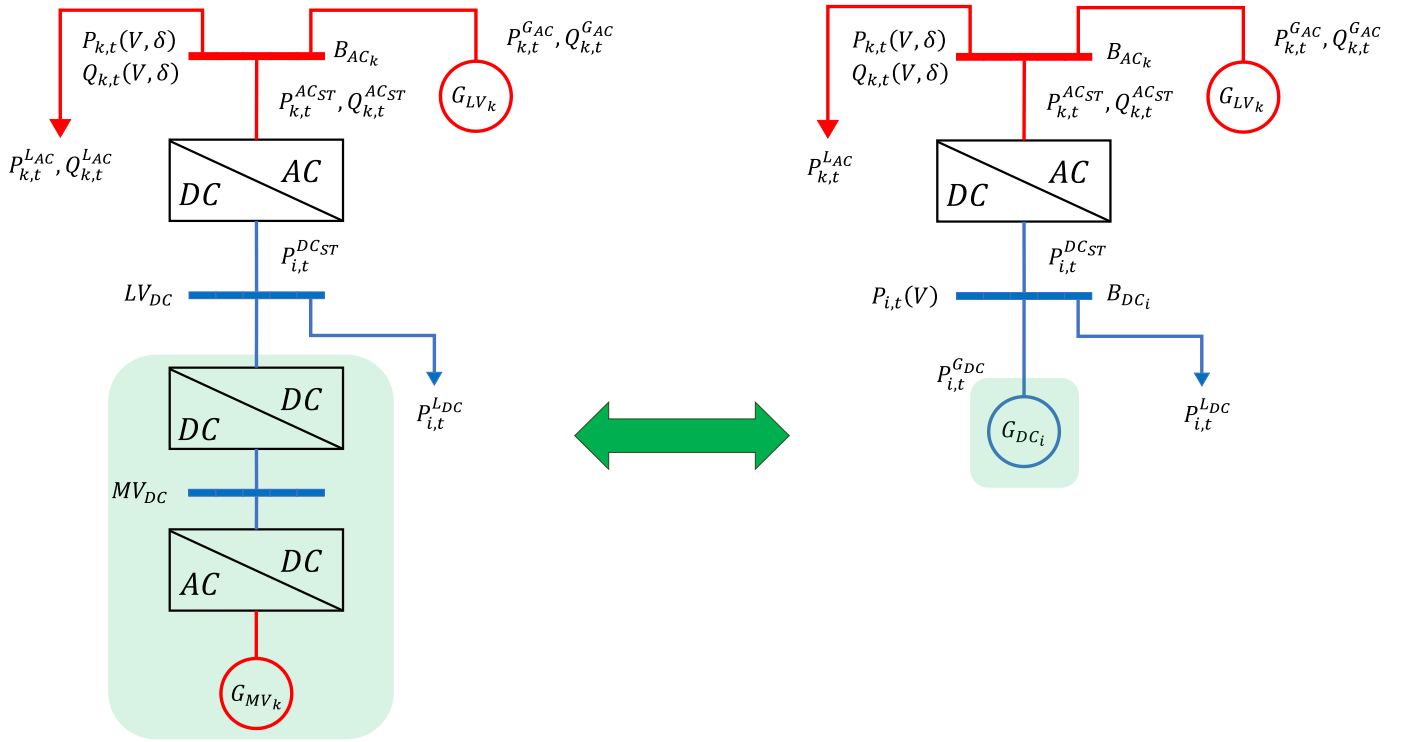 P_{k,t}(V, δ)
Q_{k,t}(V, δ)
B_{AC_k}
P_{k,t}^{G_{AC}}, Q_{k,t}^{G_{AC}}
G_{LV_k}
P_{k,t}^{AC_{ST}}, Q_{k,t}^{AC_{ST}}
P_{k,t}^{L_{AC}}, Q_{k,t}^{L_{AC}}
AC
DC
P_{i,t}^{DC_{ST}}
LV_{DC}
DC
DC
P_{i,t}^{L_{DC}}
MV_{DC}
DC
AC
G_{MV_k}
P_{k,t}(V, δ)
Q_{k,t}(V, δ)
B_{AC_k}
P_{k,t}^{G_{AC}}, Q_{k,t}^{G_{AC}}
G_{LV_k}
P_{k,t}^{AC_{ST}}, Q_{k,t}^{AC_{ST}}
P_{k,t}^{L_{AC}}
AC
DC
P_{i,t}^{DC_{ST}}
P_{i,t}(V)
B_{DC_i}
P_{i,t}^{G_{DC}}
G_{DC_i}
P_{i,t}^{L_{DC}}